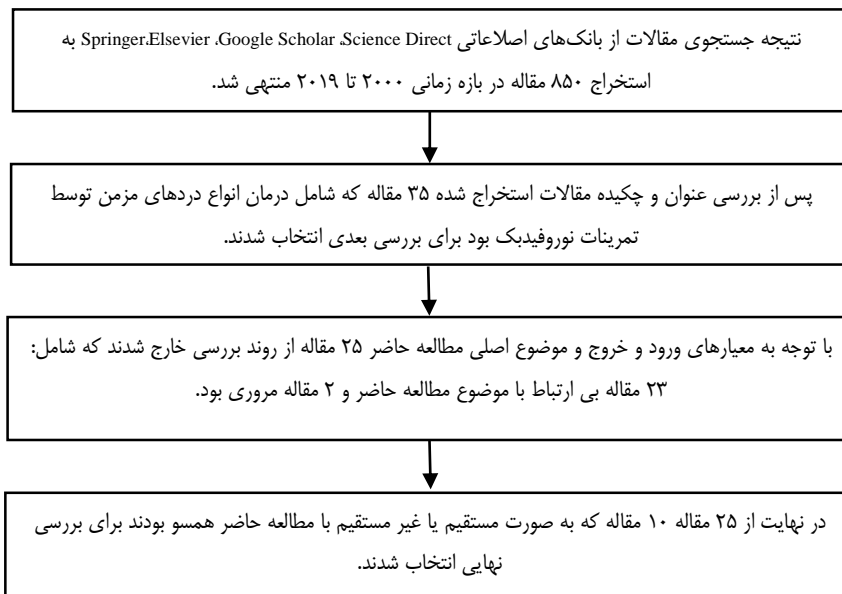 نتیجه جستجوی مقالات از بانک‌های اصلاعاتی Springer،Elsevier ،Google Scholar ،Science Direct به
استخراج ۸۵۰ مقاله در بازه زمانی ۲۰۰۰ تا ۲۰۱۹ منتهی شد.
پس از بررسی عنوان و چکیده مقالات استخراج شده ۳۵ مقاله که شامل درمان انواع دردهای مزمن توسط
تمرینات نوروفیدبک بود برای بررسی بعدی انتخاب شدند.
با توجه به معیارهای ورود و خروج و موضوع اصلی مطالعه حاضر ۲۵ مقاله از روند بررسی خارج شدند که شامل:
۲۳ مقاله بی ارتباط با موضوع مطالعه حاضر و ۲ مقاله مروری بود.
در نهایت از ۲۵ مقاله ۱۰ مقاله که به صورت مستقیم یا غیر مستقیم با مطالعه حاضر همسو بودند برای بررسی
نهایی انتخاب شدند.